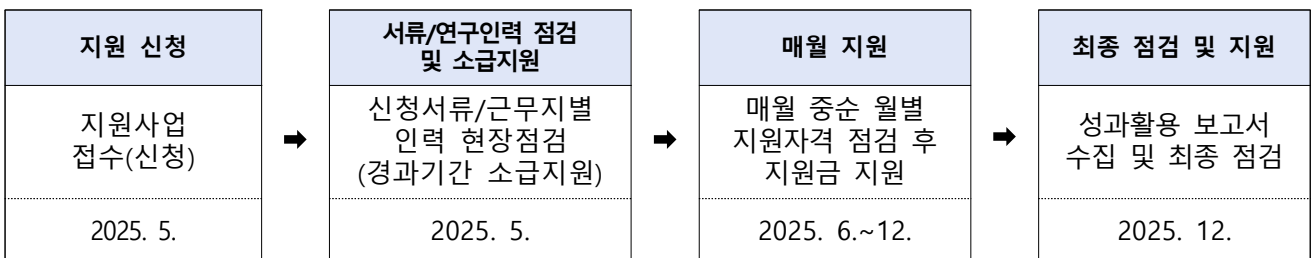 지원 신청
지원사업
접수(신청)
2025. 5.
➡
서류/연구인력 점검
및 소급지원
신청서류/근무지별
인력 현장점검
(경과기간 소급지원)
2025. 5.
➡
매월 지원
매월 중순 월별
지원자격 점검 후
지원금 지원
2025. 6.~12.
➡
최종 점검 및 지원
성과활용 보고서
수집 및 최종 점검
2025. 12.